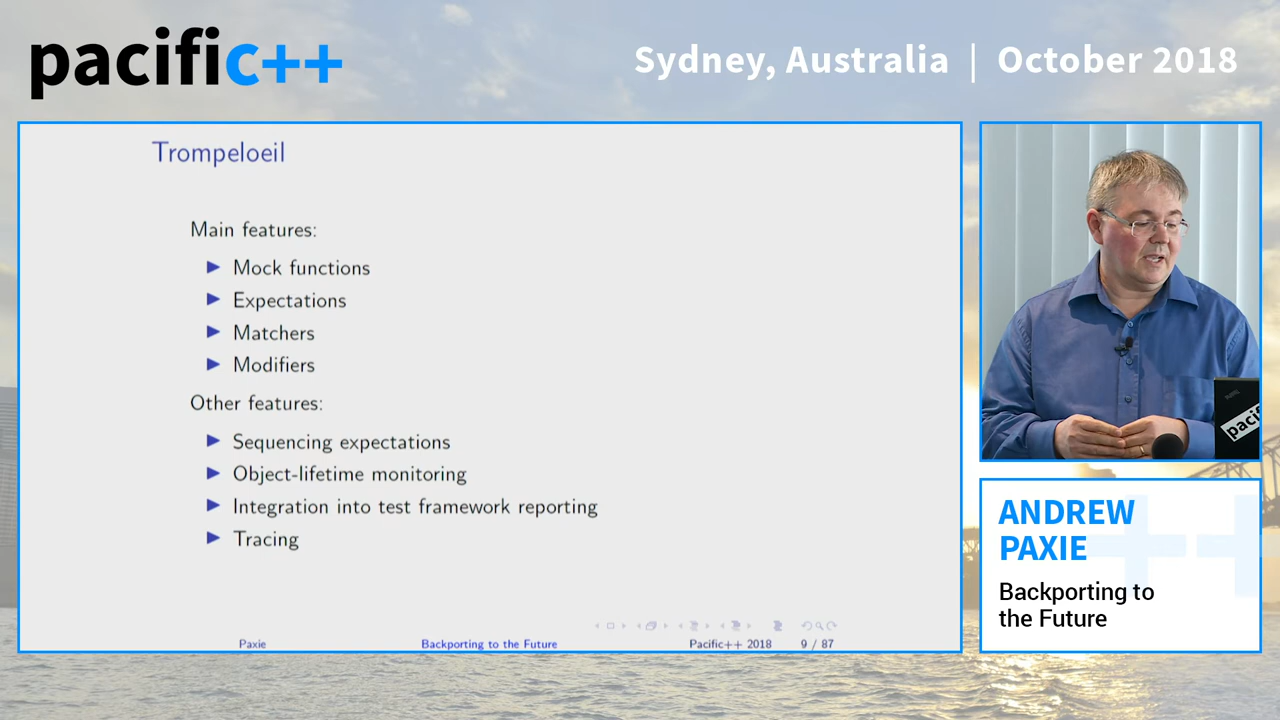 pacific++
Sydney, Australia | October 2018
Trompeloeil
Main features:
Mock functions
Expectations
Matchers
Modifiers
Other features:
Sequencing expectations
Object-lifetime monitoring
Integration into test framework reporting
Tracing
Paxie Backporting to the Future Pacific++ 2018 9 / 87
pacif
ANDREW
PAXIE
Backporting to
the Future